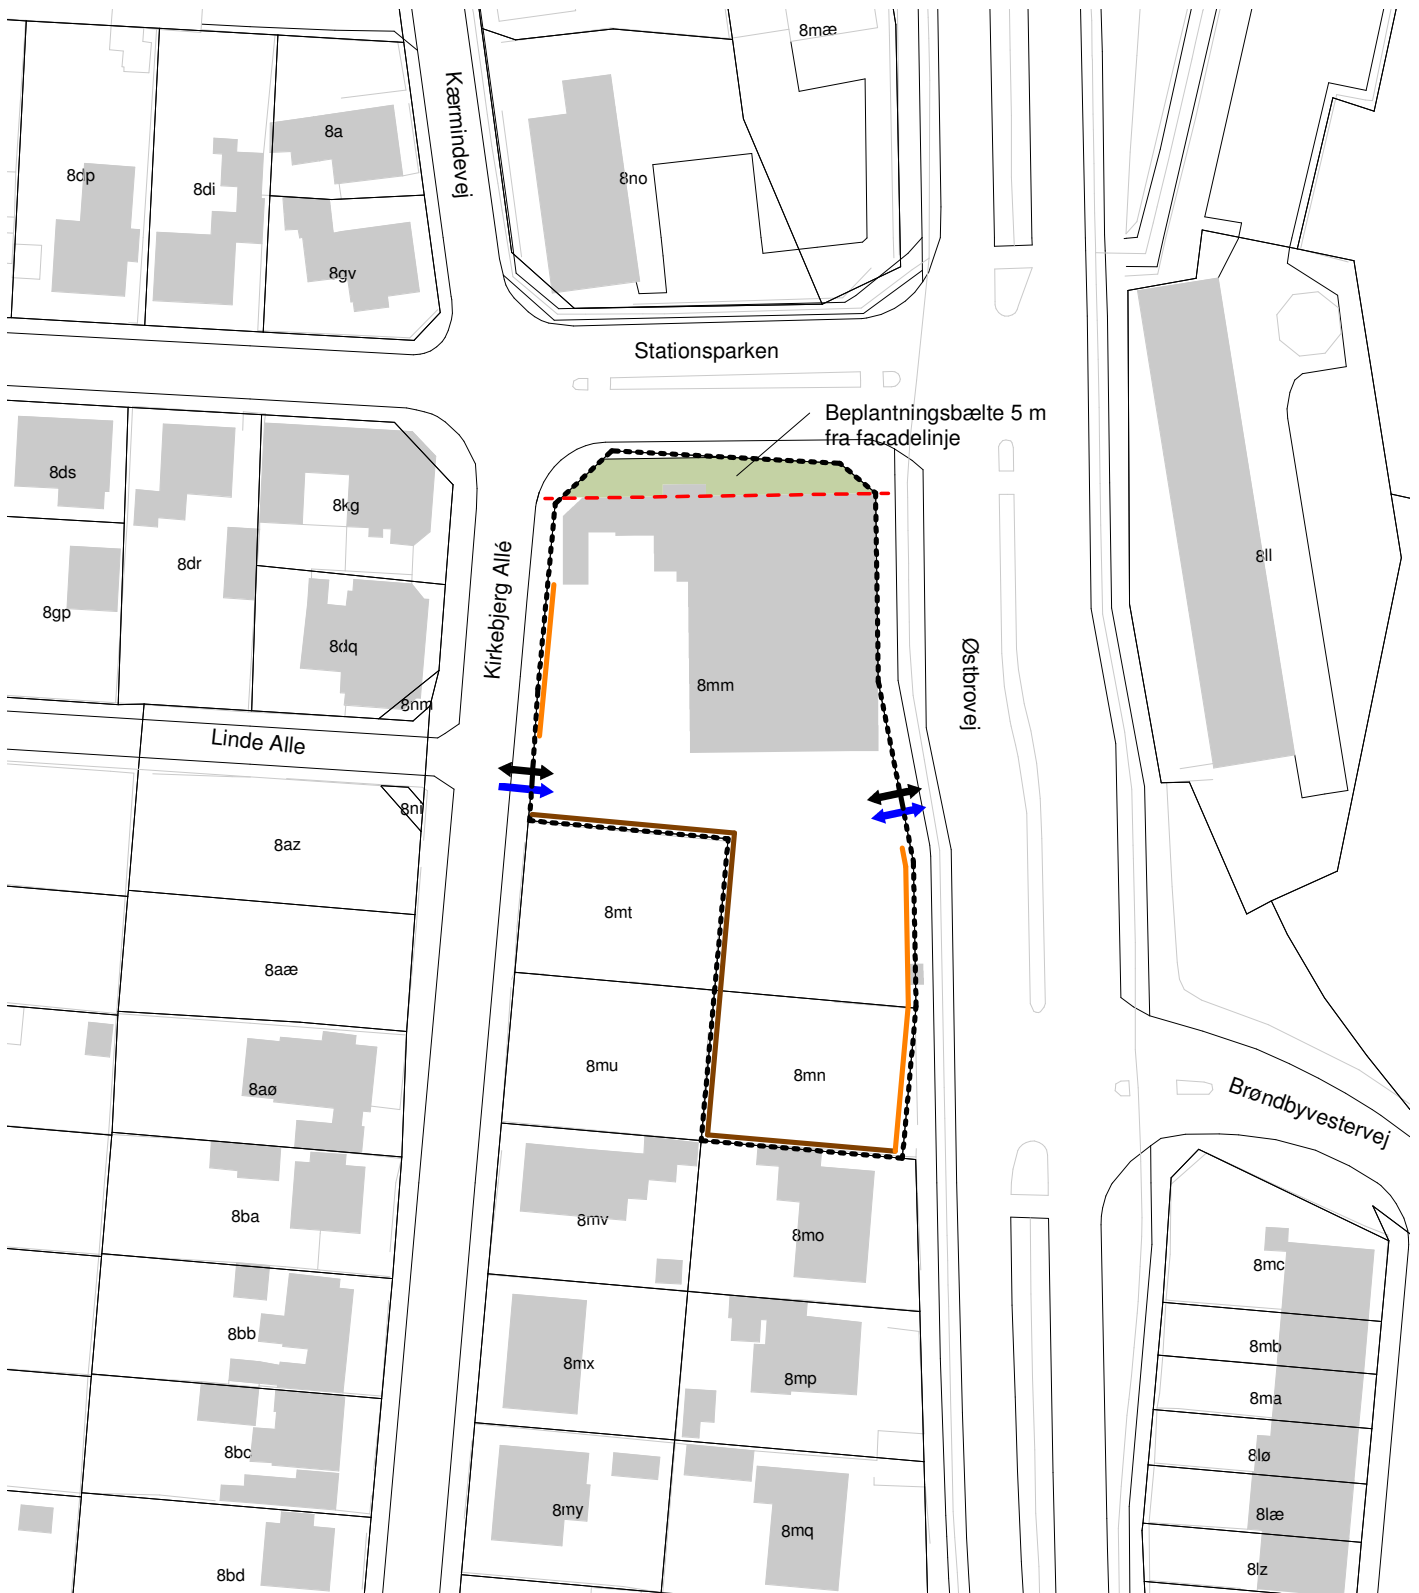 8mæ
Kærmindevej
8a
8dp
8di
8no
8gv
Stationsparken
Beplantningsbælte 5 m
fra facadelinje
8ds
8kg
8dr
8ll
8gp
Kirkebjerg Allé
8dq
Østbrovej
8mm
8nm
Linde Alle
8ni
8az
8mt
8aæ
8mu
8mn
8aø
Brøndbyvestervej
8ba
8mv
8mo
8mc
8bb
8mb
8mx
8mp
8ma
8bc
8lø
8my
8læ
8mq
8lz
8bd